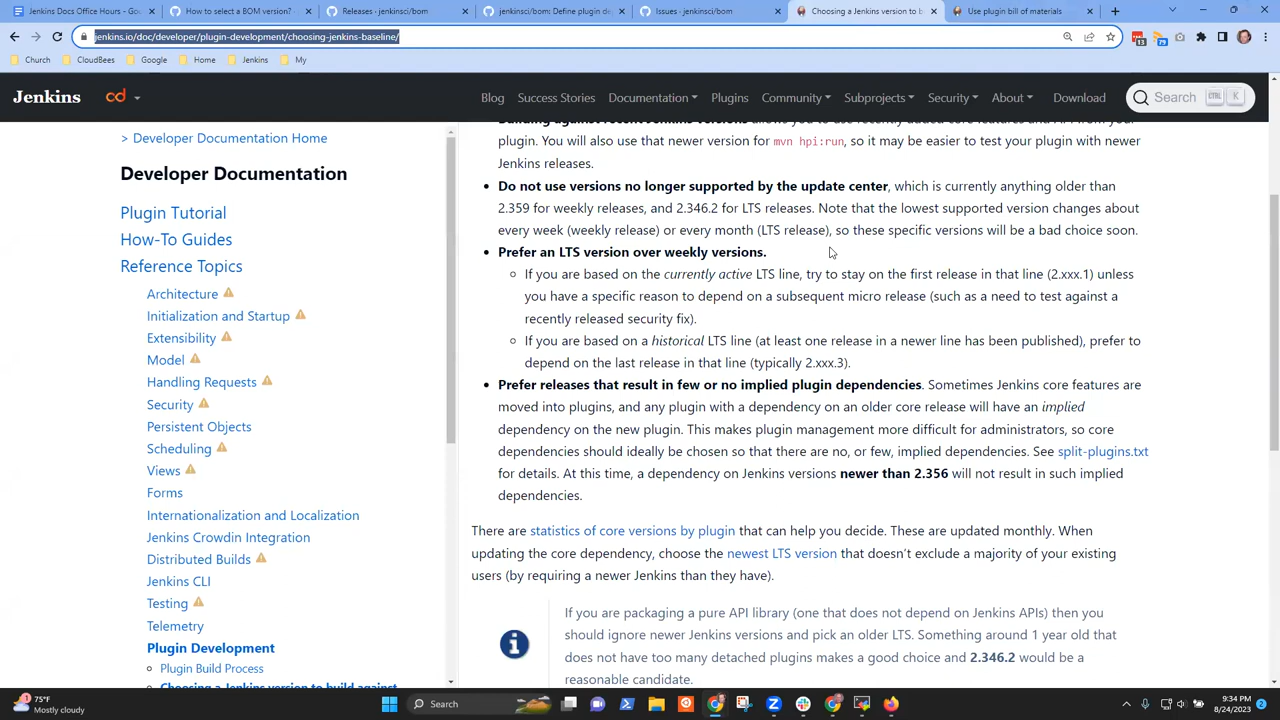 Jenkins Docs Office Hours - Goo
How to select a BOM version? ·
Releases · jenkinsci/bom
jenkinsci/bom: Define plugin de
Issues · jenkinsci/bom
Choosing a Jenkins version to b
Use plugin bill of materials
jenkins.io/doc/developer/plugin-development/choosing-jenkins-baseline/
13
79
Church
CloudBees
Google
Home
Jenkins
My
Jenkins
cd
Blog
Success Stories
Documentation
Plugins
Community
Subprojects
Security
About
Download
Search
CTRL
K
> Developer Documentation Home
Developer Documentation
Plugin Tutorial
How-To Guides
Reference Topics
Architecture
Initialization and Startup
Extensibility
Model
Handling Requests
Security
Persistent Objects
Scheduling
Views
Forms
Internationalization and Localization
Jenkins Crowdin Integration
Distributed Builds
Jenkins CLI
Testing
Telemetry
Plugin Development
Plugin Build Process
Choosing a Jenkins version to build against
Building against recent Jenkins versions allows you to use recently added core features and API from your
plugin. You will also use that newer version for mvn hpi:run, so it may be easier to test your plugin with newer
Jenkins releases.
Do not use versions no longer supported by the update center, which is currently anything older than
2.359 for weekly releases, and 2.346.2 for LTS releases. Note that the lowest supported version changes about
every week (weekly release) or every month (LTS release), so these specific versions will be a bad choice soon.
Prefer an LTS version over weekly versions.
If you are based on the currently active LTS line, try to stay on the first release in that line (2.xxx.1) unless
you have a specific reason to depend on a subsequent micro release (such as a need to test against a
recently released security fix).
If you are based on a historical LTS line (at least one release in a newer line has been published), prefer to
depend on the last release in that line (typically 2.xxx.3).
Prefer releases that result in few or no implied plugin dependencies. Sometimes Jenkins core features are
moved into plugins, and any plugin with a dependency on an older core release will have an implied
dependency on the new plugin. This makes plugin management more difficult for administrators, so core
dependencies should ideally be chosen so that there are no, or few, implied dependencies. See split-plugins.txt
for details. At this time, a dependency on Jenkins versions newer than 2.356 will not result in such implied
dependencies.
There are statistics of core versions by plugin that can help you decide. These are updated monthly. When
updating the core dependency, choose the newest LTS version that doesn't exclude a majority of your existing
users (by requiring a newer Jenkins than they have).
If you are packaging a pure API library (one that does not depend on Jenkins APIs) then you
should ignore newer Jenkins versions and pick an older LTS. Something around 1 year old that
does not have too many detached plugins makes a good choice and 2.346.2 would be a
reasonable candidate.
75°F
Mostly cloudy
Search
9:34 PM
8/24/2023